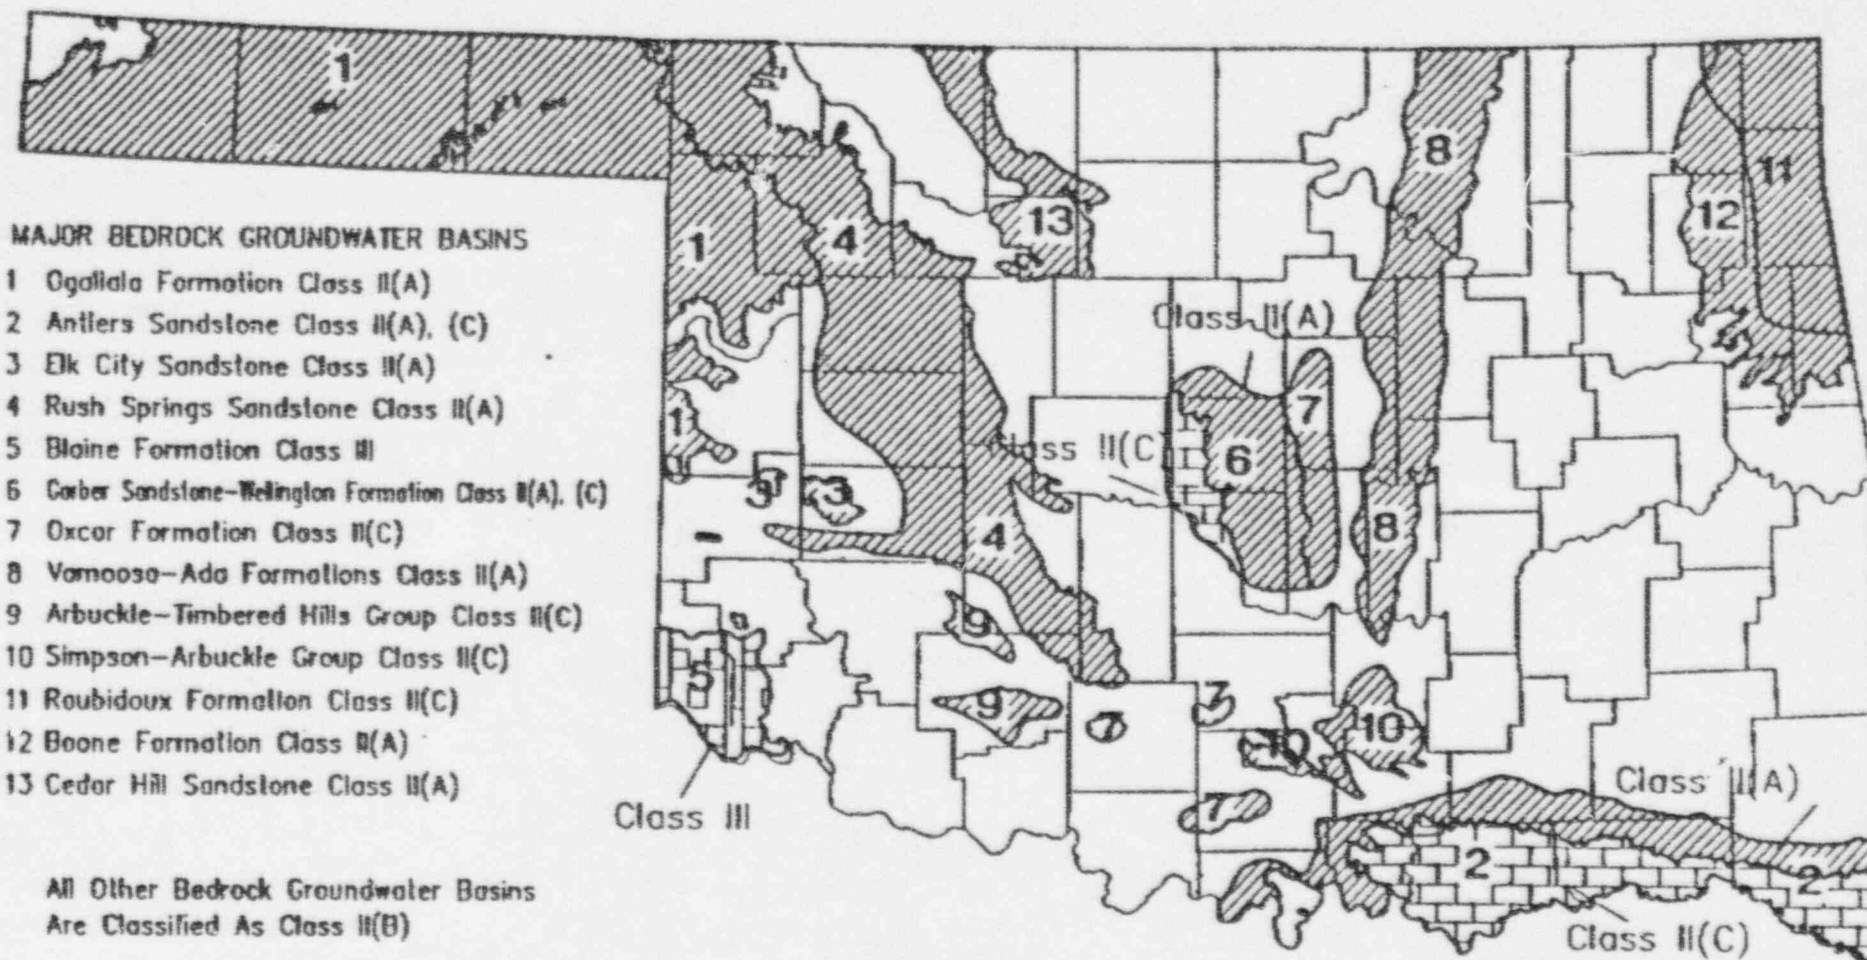 MAJOR BEDROCK GROUNDWATER BASINS
1 Ogallala Formation Class II(A)
2 Antlers Sandstone Class II(A), (C)
3 Elk City Sandstone Class II(A)
4 Rush Springs Sandstone Class II(A)
5 Blaine Formation Class III
6 Garber Sandstone-Wellington Formation Class II(A), (C)
7 Oxcar Formation Class II(C)
8 Vamoosa-Ada Formations Class II(A)
9 Arbuckle-Timbered Hills Group Class II(C)
10 Simpson-Arbuckle Group Class II(C)
11 Roubidoux Formation Class II(C)
12 Boone Formation Class II(A)
13 Cedar Hill Sandstone Class II(A)
All Other Bedrock Groundwater Basins
Are Classified As Class II(B)
1
8
11
12
13
1
4
Class II(A)
1
7
Class II(C)
6
3
3
4
8
9
5
9
7
7
10
10
Class III
7
Class II(A)
2
2
Class II(C)